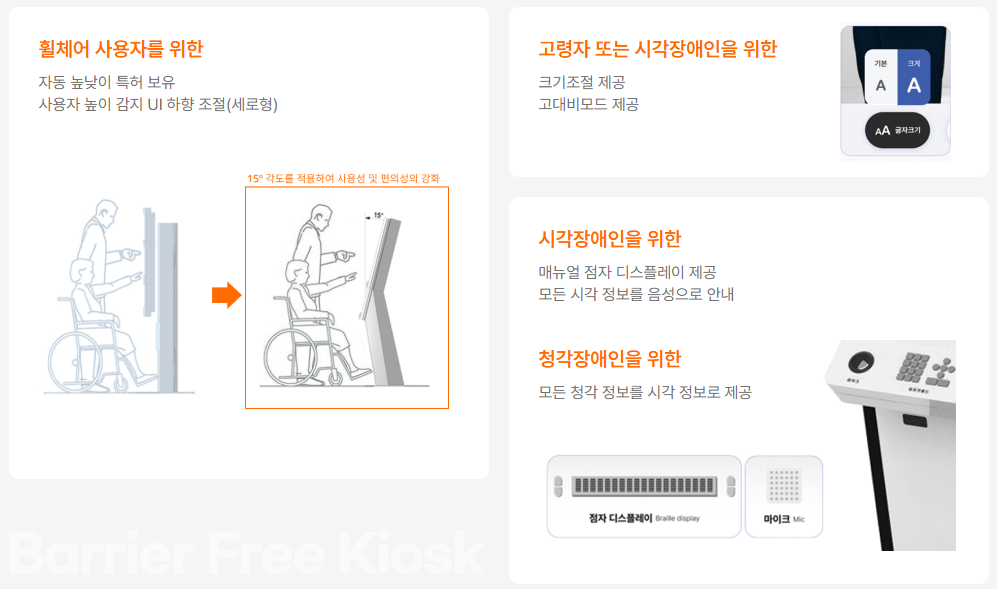 휠체어 사용자를 위한
자동 높낮이 특허 보유
사용자 높이 감지 UI 하향 조절(세로형)
15º 각도를 적용하여 사용성 및 편의성의 강화
15°
Barrier Free Kiosk
고령자 또는 시각장애인을 위한
크기조절 제공
고대비모드 제공
기본 크게
A A
AA 글자크기
시각장애인을 위한
매뉴얼 점자 디스플레이 제공
모든 시각 정보를 음성으로 안내
청각장애인을 위한
모든 청각 정보를 시각 정보로 제공
점자 디스플레이 Braille display
마이크 Mic